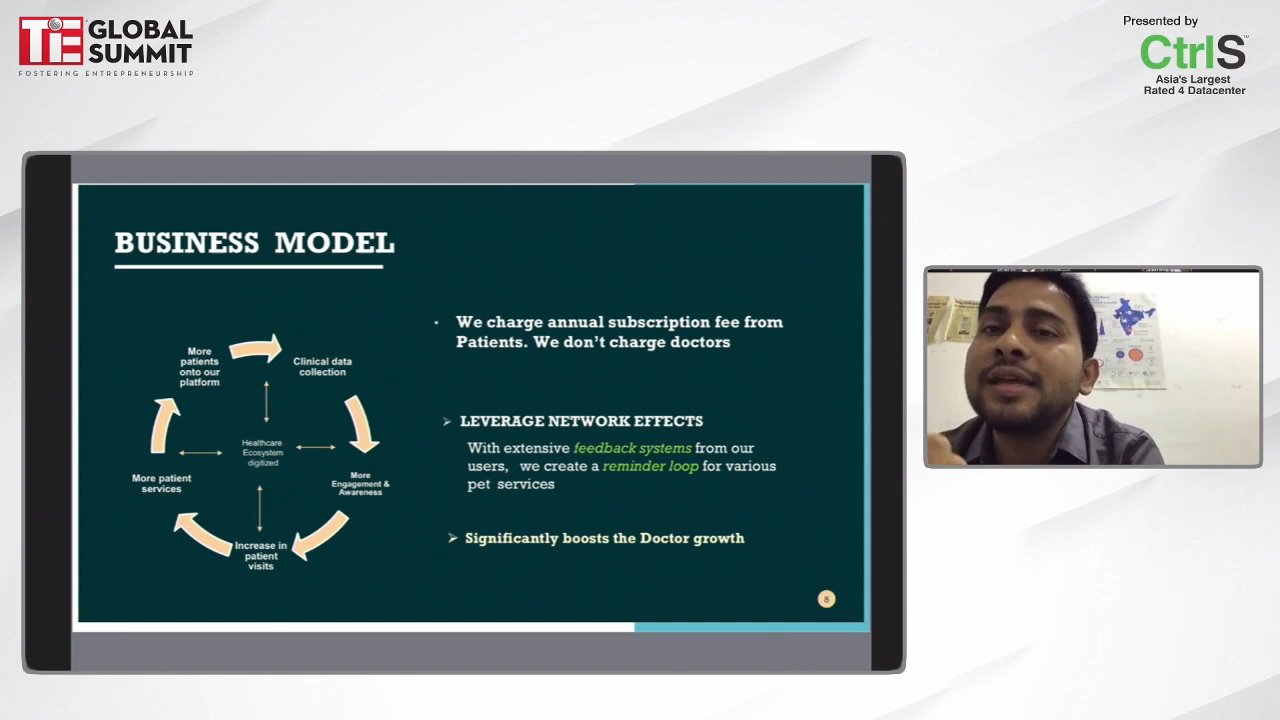 TiE GLOBAL
SUMMIT
FOSTERING ENTREPRENEURSHIP
Presented by
CtrlS
Asia's Largest
Rated 4 Datacenter
BUSINESS MODEL
More
patients
onto our
platform
Clinical data
collection
Healthcare
Ecosystem
digitized
More
Engagement &
Awareness
Increase in
patient
visits
More patient
services
• We charge annual subscription fee from
Patients. We don't charge doctors
➢ LEVERAGE NETWORK EFFECTS
With extensive feedback systems from our
users, we create a reminder loop for various
pet services
➢ Significantly boosts the Doctor growth
8